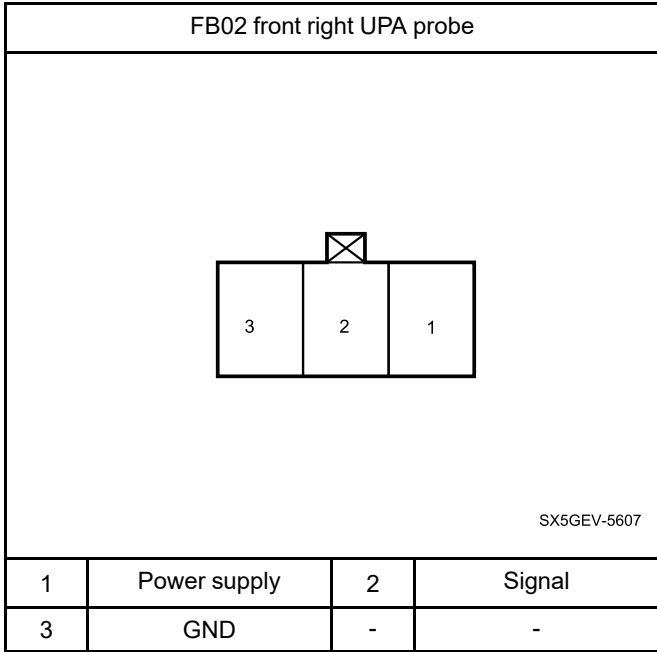 FB02 front right UPA probe
3 2 1
SX5GEV-5607
1 Power supply 2 Signal
3 GND - -